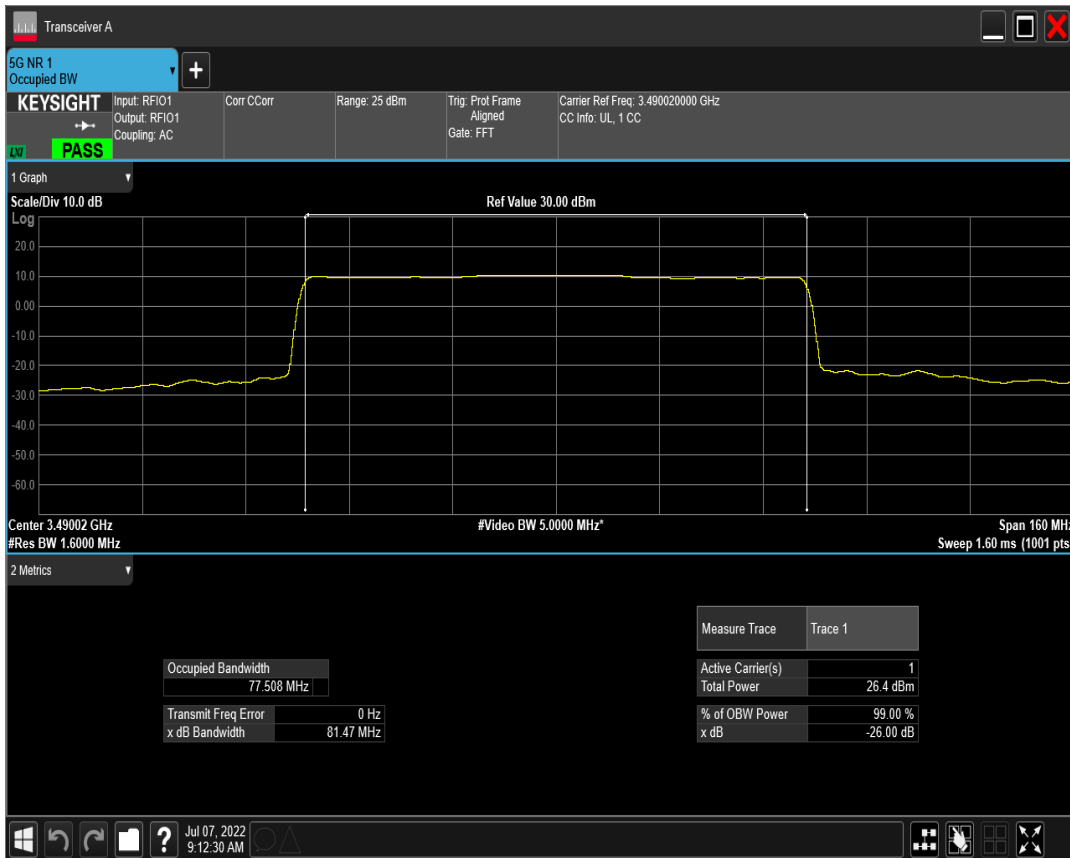 Transceiver A
5G NR 1
Occupied BW
+
KEYSIGHT
LXI
PASS
Input: RFIO1
Output: RFIO1
Coupling: AC
Corr CCorr
Range: 25 dBm
Trig: Prot Frame
Aligned
Gate: FFT
Carrier Ref Freq: 3.490020000 GHz
CC Info: UL, 1 CC
1 Graph
Scale/Div 10.0 dB
Ref Value 30.00 dBm
Log
20.0
10.0
0.00
-10.0
-20.0
-30.0
-40.0
-50.0
-60.0
Center 3.49002 GHz
#Video BW 5.0000 MHz*
Span 160 MHz
#Res BW 1.6000 MHz
Sweep 1.60 ms (1001 pts
2 Metrics
Measure Trace Trace 1
Occupied Bandwidth
77.508 MHz
Active Carrier(s) 1
Total Power 26.4 dBm
Transmit Freq Error 0 Hz
x dB Bandwidth 81.47 MHz
% of OBW Power 99.00 %
x dB -26.00 dB
?
Jul 07, 2022
9:12:30 AM